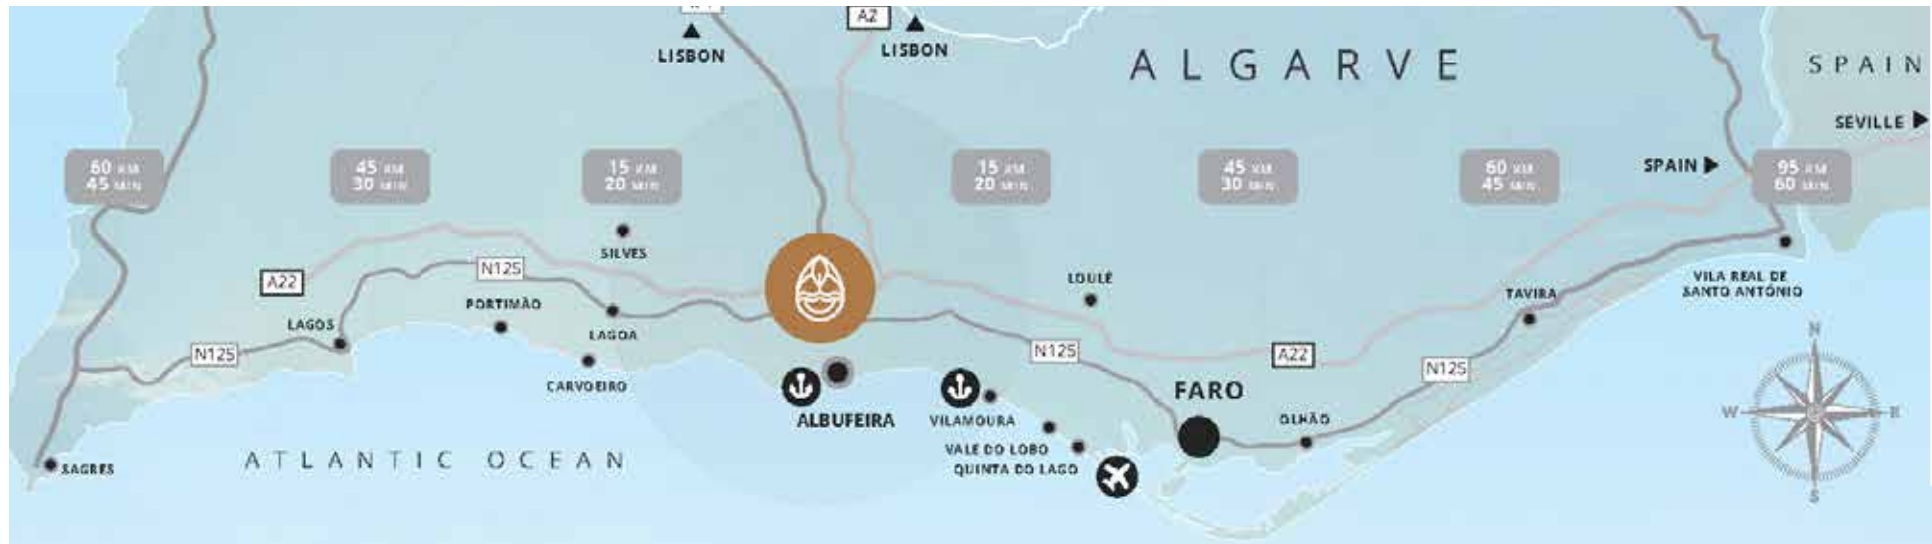 A2
LISBON
LISBON
ALGARVE
SPAIN
SEVILLE
SPAIN
60 KM
45 MIN
45 KM
30 MIN
15 KM
20 MIN
15 KM
20 MIN
45 KM
30 MIN
60 KM
45 MIN
95 KM
60 MIN
SILVES
A22
N125
LOULÉ
PORTIMÃO
VILA REAL DE
SANTO ANTÓNIO
TAVIRA
LAGOS
LAGOA
N125
N125
A22
N125
CARVOEIRO
FARO
ALBUFEIRA
VILAMOURA
OLHÃO
VALE DO LOBO
QUINTA DO LAGO
ATLANTIC OCEAN
SAGRES
N
W
E
S